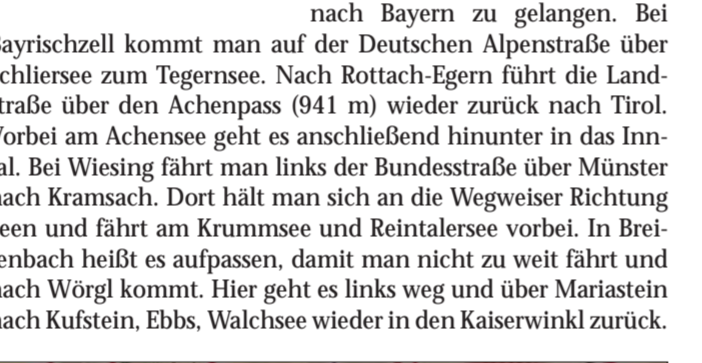 nach Bayern zu gelangen. Bei
ayrischzell kommt man auf der Deutschen Alpenstraße über
chliersee zum Tegernsee. Nach Rottach-Egern führt die Land-
traße über den Achenpass (941 m) wieder zurück nach Tirol.
orbei am Achensee geht es anschließend hinunter in das Inn-
al. Bei Wiesing fährt man links der Bundesstraße über Münster
ach Kramsach. Dort hält man sich an die Wegweiser Richtung
een und fährt am Krummsee und Reintalersee vorbei. In Brei-
enbach heißt es aufpassen, damit man nicht zu weit fährt und
ach Wörgl kommt. Hier geht es links weg und über Mariastein
ach Kufstein, Ebbs, Walchsee wieder in den Kaiserwinkl zurück.